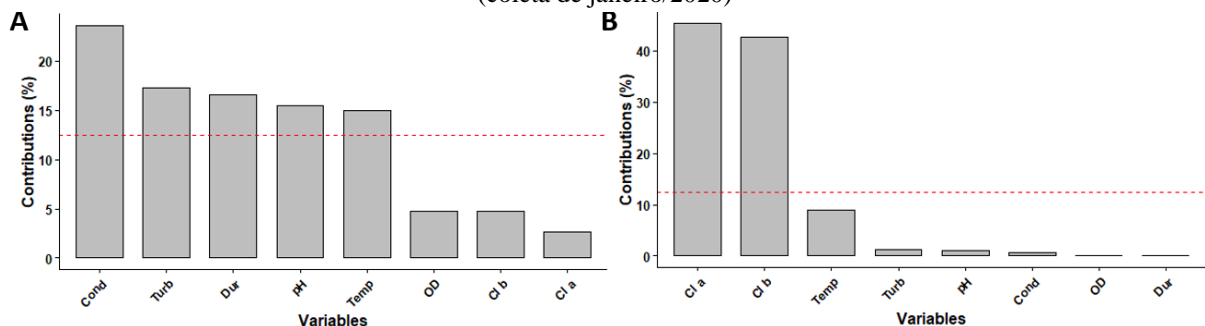 (coleta de janeiro/2020)
A
Contributions (%)
20
15
10
5
0
Cond
Turb
Dur
pH
Temp
OD
Cl b
Cl a
Variables
B
Contributions (%)
40
30
20
10
0
Cl a
Cl b
Temp
Turb
pH
Cond
OD
Dur
Variables